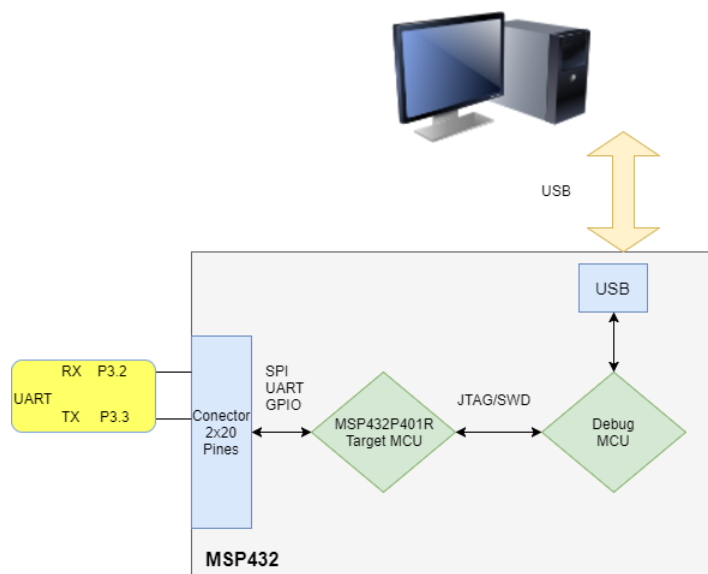 USB
USB
RX P3.2
UART
TX P3.3
Conector
2x20
Pines
SPI
UART
GPIO
MSP432P401R
Target MCU
JTAG/SWD
Debug
MCU
MSP432